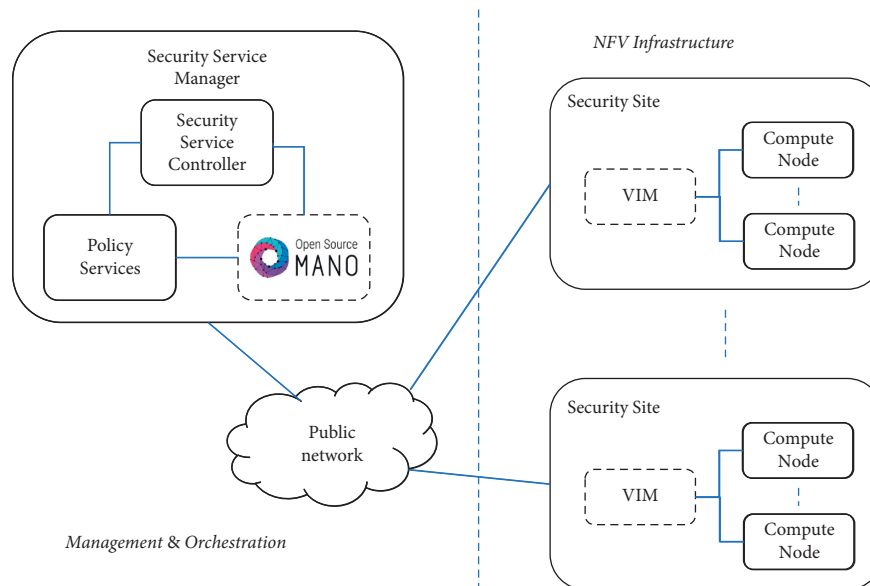 Security Service
Manager
Security
Service
Controller
Policy
Services
Open Source
MANO
Public
network
Management & Orchestration
NFV Infrastructure
Security Site
VIM
Compute
Node
Compute
Node
Security Site
VIM
Compute
Node
Compute
Node